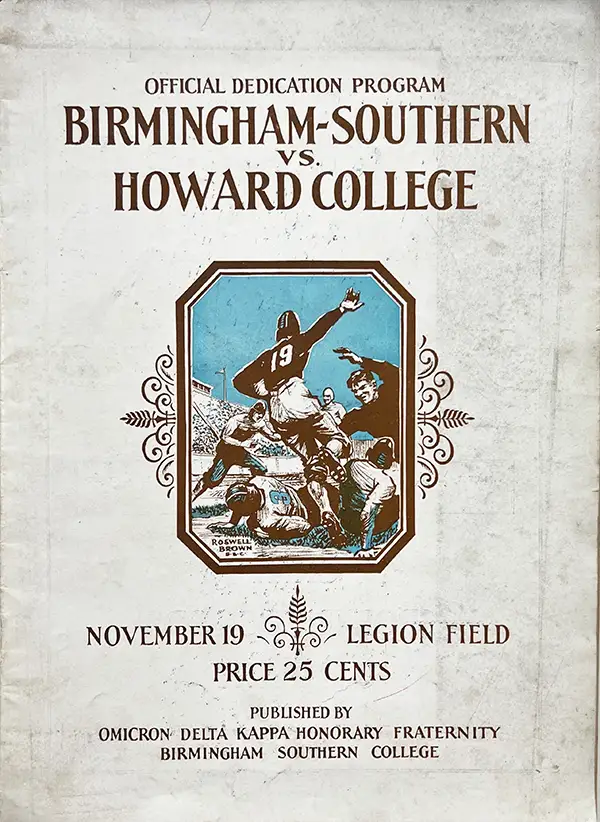 OFFICIAL DEDICATION PROGRAM
BIRMINGHAM-SOUTHERN
VS.
HOWARD COLLEGE
19
ROSWELL
BROWN
B-S-C-
NOVEMBER 19 LEGION FIELD
PRICE 25 CENTS
PUBLISHED BY
OMICRON DELTA KAPPA HONORARY FRATERNITY
BIRMINGHAM SOUTHERN COLLEGE